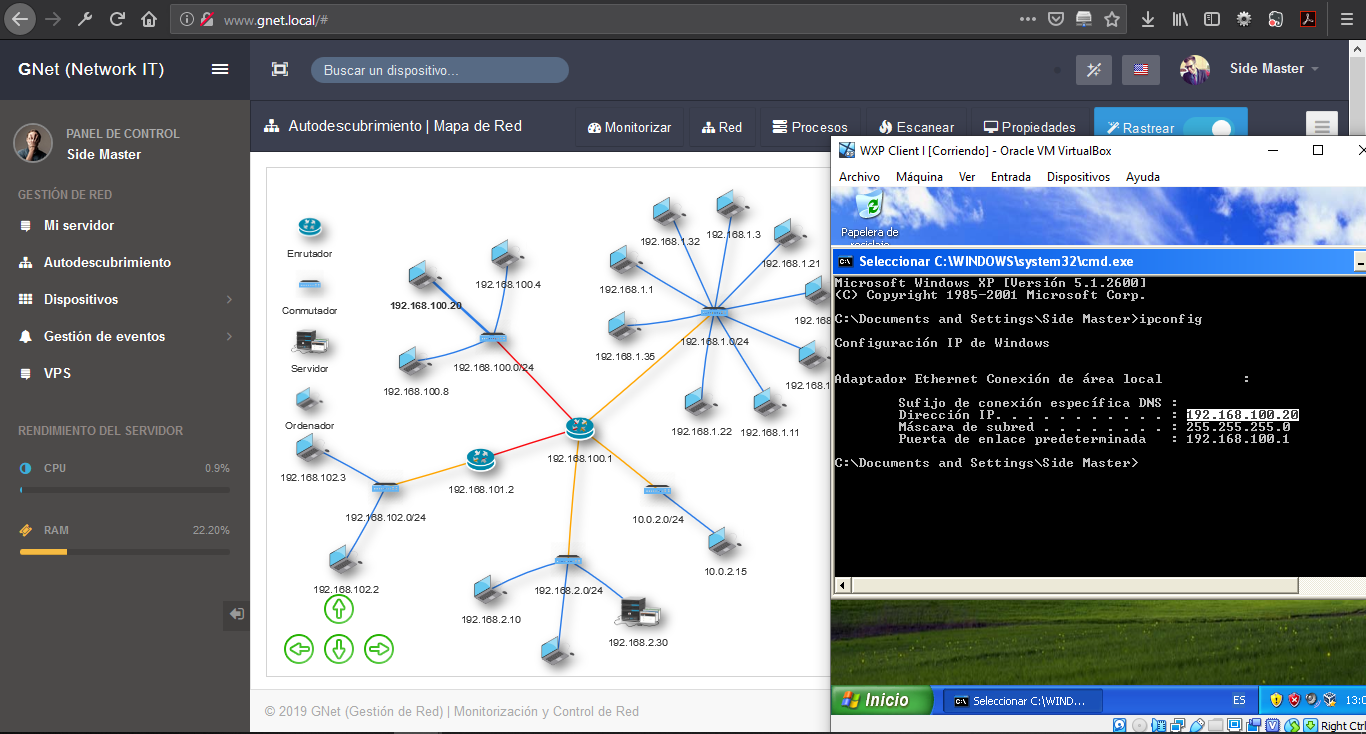 www.gnet.local/#
GNet (Network IT)
Buscar un dispositivo...
Side Master
PANEL DE CONTROL
Side Master
GESTIÓN DE RED
Mi servidor
Autodescubrimiento
Dispositivos
Gestión de eventos
VPS
RENDIMIENTO DEL SERVIDOR
CPU 0.9%
RAM 22.20%
Autodescubrimiento | Mapa de Red
Monitorizar
Red
Procesos
Escanear
Propiedades
Rastrear
Enrutador
Conmutador
Servidor
Ordenador
192.168.100.20
192.168.100.4
192.168.100.8
192.168.100.0/24
192.168.1.32
192.168.1.3
192.168.1.21
192.168.1.1
192.168.1.35
192.168.1.0/24
192.168.1.22
192.168.1.11
192.168.100.1
192.168.101.2
192.168.102.3
192.168.102.0/24
192.168.102.2
10.0.2.0/24
10.0.2.15
192.168.2.0/24
192.168.2.10
192.168.2.30
© 2019 GNet (Gestión de Red) | Monitorización y Control de Red
WXP Client I [Corriendo] - Oracle VM VirtualBox
Archivo Máquina Ver Entrada Dispositivos Ayuda
Papelera de
reciclaje
Seleccionar C:\WINDOWS\system32\cmd.exe
Microsoft Windows XP [Versión 5.1.2600]
(C) Copyright 1985-2001 Microsoft Corp.
C:\Documents and Settings\Side Master>ipconfig
Configuración IP de Windows
Adaptador Ethernet Conexión de área local :
Sufijo de conexión específica DNS :
Dirección IP. . . . . . . . . . . : 192.168.100.20
Máscara de subred . . . . . . . . : 255.255.255.0
Puerta de enlace predeterminada : 192.168.100.1
C:\Documents and Settings\Side Master>
Inicio
Seleccionar C:\WIND...
ES
13:0
Right Ctrl